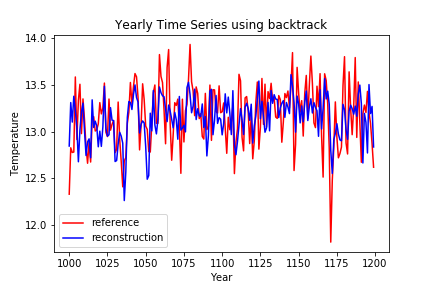 Yearly Time Series using backtrack
14.0
13.5
13.0
12.5
12.0
Temperature
reference
reconstruction
1000 1025 1050 1075 1100 1125 1150 1175 1200
Year